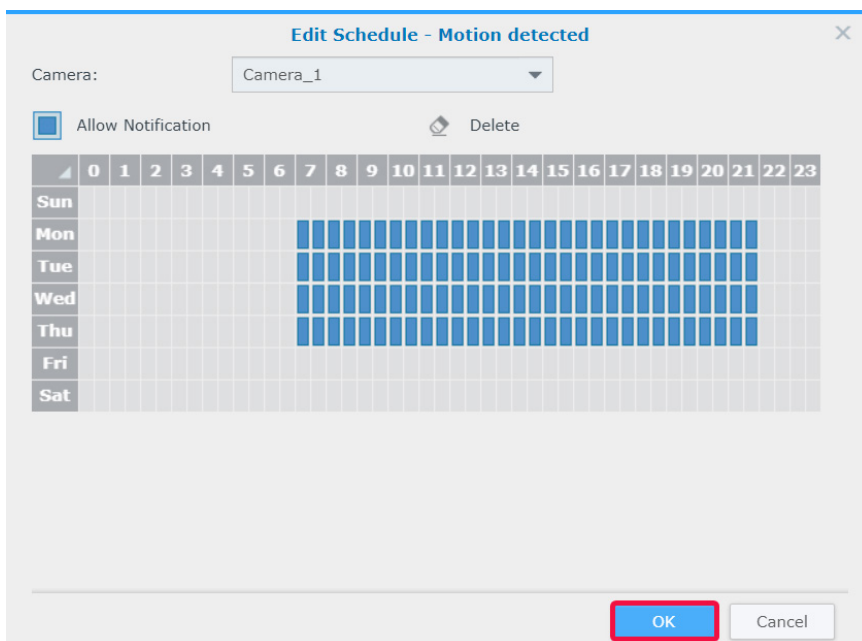 Edit Schedule - Motion detected
Camera: Camera_1
Allow Notification Delete
0 1 2 3 4 5 6 7 8 9 10 11 12 13 14 15 16 17 18 19 20 21 22 23
Sun
Mon
Tue
Wed
Thu
Fri
Sat
OK Cancel